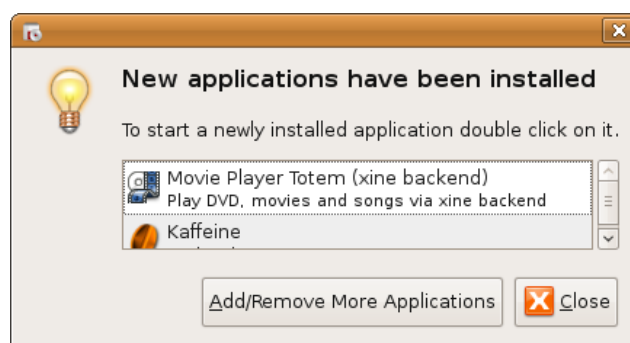 New applications have been installed
To start a newly installed application double click on it.
Movie Player Totem (xine backend)
Play DVD, movies and songs via xine backend
Kaffeine
Add/Remove More Applications
Close